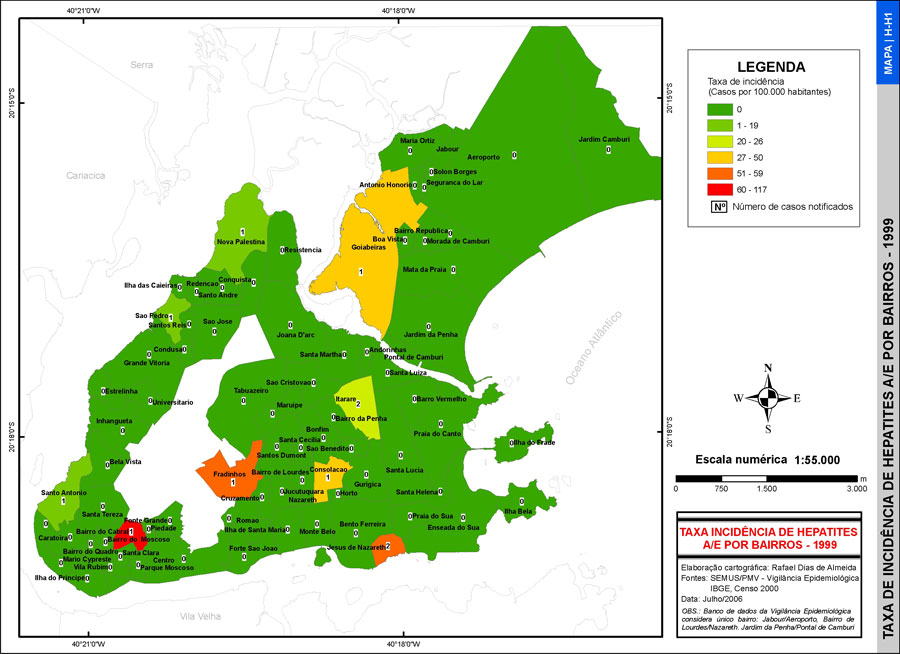 40°21'0"W
40°18'0"W
MAPA | H-H1
Serra
20°15'0"S
20°15'0"S
LEGENDA
Taxa de incidência
(Casos por 100.000 habitantes)
0
1 - 19
20 - 26
27 - 50
51 - 59
60 - 117
Nº Número de casos notificados
Maria Ortiz
0
Jabour
Aeroporto 0
Jardim Camburi
0
0 Solon Borges
Cariacica
Antonio Honorio 0
0 Segurança do Lar
Bairro Republica 0
Boa Vista 0
0 Morada de Camburi
Goiabeiras
1
1
Nova Palestina
0 Resistencia
Mata da Praia 0
Ilha das Caieiras 0
Redencao
0
Conquista 0
0
Santo Andre
Sao Pedro 1
Santos Reis 0
Sao Jose
0
0
Joana D'arc
0
Jardim da Penha
Oceano Atlântico
Condusa 0
0
Grande Vitoria
Santa Martha 0
0 Andorinhas
Pontal de Camburi
0 Santa Luiza
0 Estrelinha
0 Universitario
Tabuazeiro
0
Sao Cristovao 0
Itarare
2
0 Barro Vermelho
Maruipe
0
0
Bairro da Penha
Inhangueta
0
Bonfim
0
0
Praia do Canto
Santa Cecilia
0
0
Sao Benedito 0
0 Ilha do Frade
20°18'0"S
20°18'0"S
Santos Dumont
0 Bela Vista
Fradinhos
1
Bairro de Lourdes
0
Consolacao
1
0
Gurigica
0
Santa Lucia
N
W
E
S
Escala numérica 1:55.000
0
750
1.500
3.000
m
Santo Antonio
1
Cruzamento 0
0 Jucutuquara
Nazareth
0 Horto
Santa Helena 0
0
Ilha Bela
0
Santa Tereza
Fonte Grande 0
0 Piedade
0
Romao
0
Ilha de Santa Maria 0
0
Monte Belo
Bento Ferreira
0
0
Praia do Sua
0
Enseada do Sua
0
Caratoira 0
Bairro do Cabral 1
0
0
Bairro do Moscoso
Bairro do Quadro
0
Santa Clara
0
Mario Cypreste
Vila Rubim 0
0
Parque Moscoso
Centro
0
Forte Sao Joao
0
Jesus de Nazareth 2
0
Ilha do Principe 0
Vila Velha
40°21'0"W
40°18'0"W
TAXA INCIDÊNCIA DE HEPATITES
A/E POR BAIRROS - 1999
Elaboração cartográfica: Rafael Dias de Almeida
Fontes: SEMUS/PMV - Vigilância Epidemiológica
IBGE, Censo 2000
Data: Julho/2006
OBS.: Banco de dados da Vigilância Epidemiológica
considera único bairro: Jabour/Aeroporto, Bairro de
Lourdes/Nazareth. Jardim da Penha/Pontal de Camburi
TAXA DE INCIDÊNCIA DE HEPATITES A/E POR BAIRROS - 1999